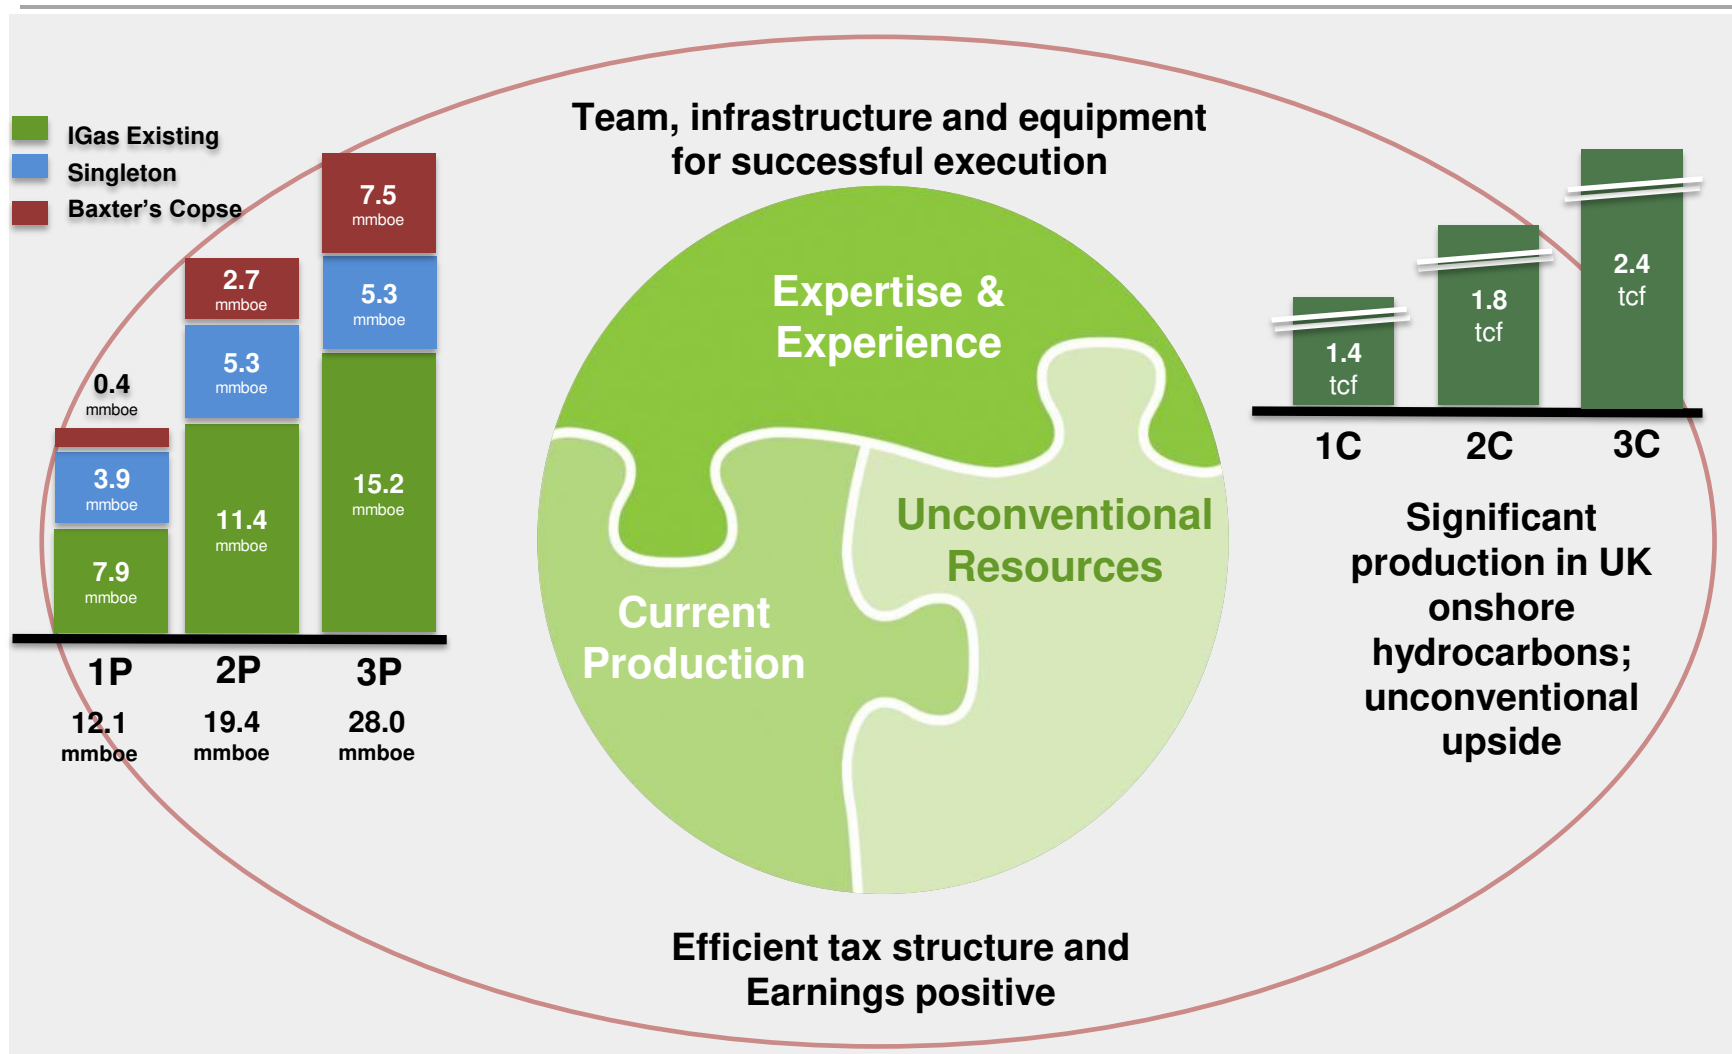 Team, infrastructure and equipment
for successful execution
IGas Existing
Singleton
Baxter's Copse
0.4
mmboe
3.9
mmboe
7.9
mmboe
2.7
mmboe
5.3
mmboe
11.4
mmboe
7.5
mmboe
5.3
mmboe
15.2
mmboe
1P
2P
3P
12.1
mmboe
19.4
mmboe
28.0
mmboe
Expertise &
Experience
Current
Production
Unconventional
Resources
1.4
tcf
1.8
tcf
2.4
tcf
1C
2C
3C
Significant
production in UK
onshore
hydrocarbons;
unconventional
upside
Efficient tax structure and
Earnings positive